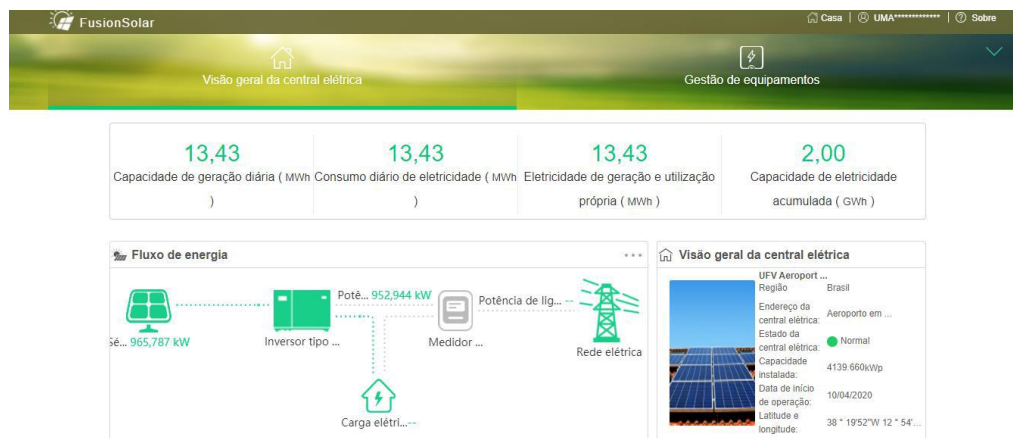 FusionSolar
Casa | UMA************* | Sobre
Visão geral da central elétrica
Gestão de equipamentos
13,43
Capacidade de geração diária ( MWh
)
13,43
Consumo diário de eletricidade ( MWh
)
13,43
Eletricidade de geração e utilização
própria ( MWh )
2,00
Capacidade de eletricidade
acumulada ( GWh )
Fluxo de energia
...
Sé... 965,787 kW
Inversor tipo ...
Potê... 952,944 kW
Medidor ...
Potência de lig... --
Rede elétrica
Carga elétri...--
Visão geral da central elétrica
UFV Aeroport ...
Região Brasil
Endereço da
central elétrica: Aeroporto em ...
Estado da
central elétrica: Normal
Capacidade
instalada: 4139.660kWp
Data de início
de operação: 10/04/2020
Latitude e
longitude: 38 ° 19'52"W 12 ° 54'...